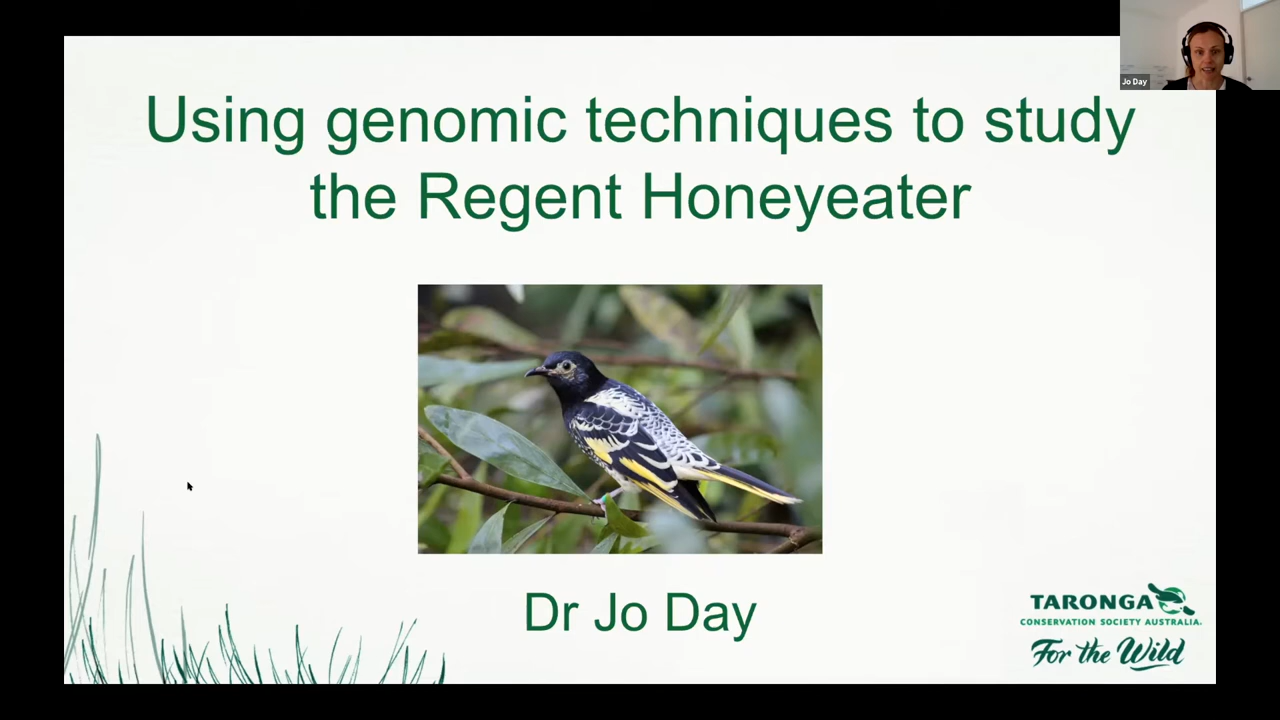 Jo Day
Using genomic techniques to study
the Regent Honeyeater
Dr Jo Day
TARONGA
CONSERVATION SOCIETY AUSTRALIA
For the Wild